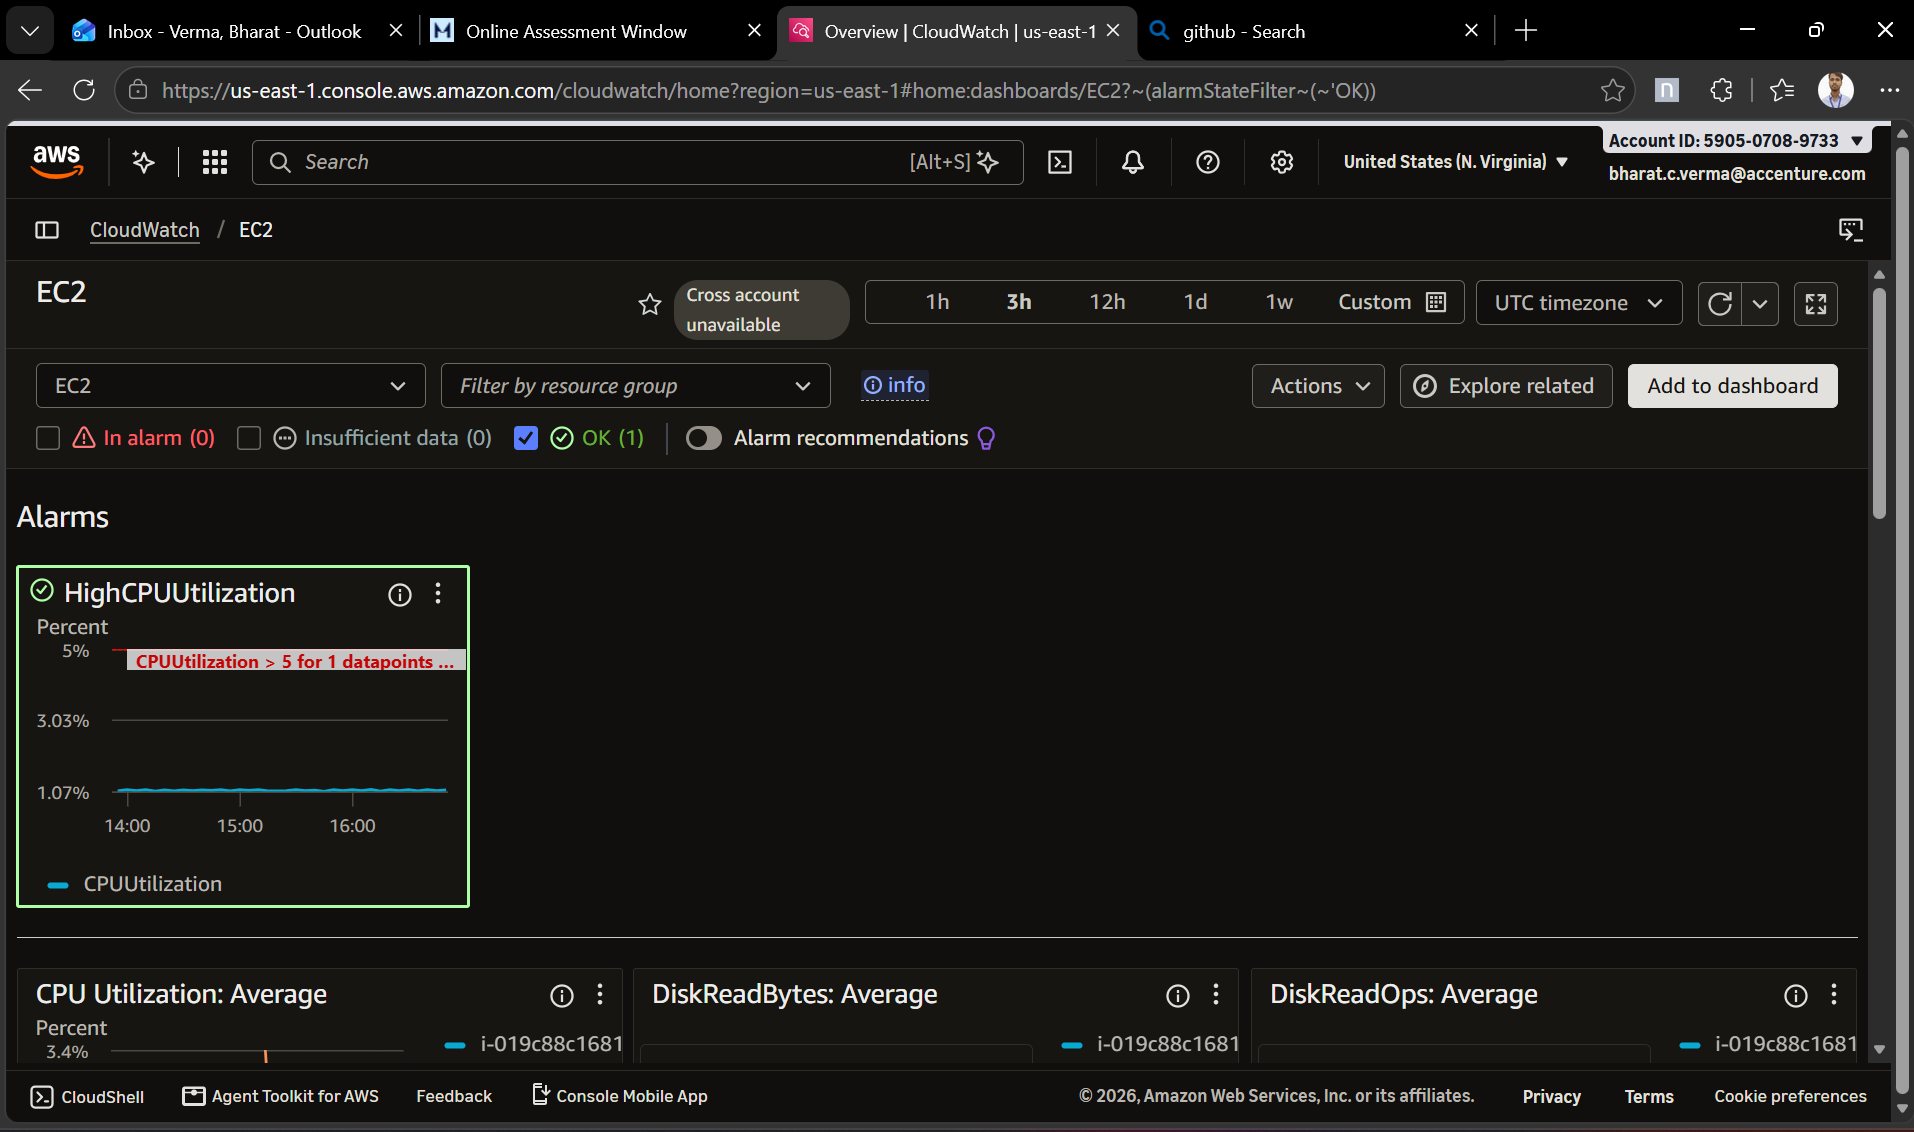 Inbox - Verma, Bharat - Outlook
Online Assessment Window
Overview | CloudWatch | us-east-1
github - Search
https://us-east-1.console.aws.amazon.com/cloudwatch/home?region=us-east-1#home:dashboards/EC2?~(alarmStateFilter~(~'OK))
n
aws
Search
[Alt+S]
United States (N. Virginia)
Account ID: 5905-0708-9733
bharat.c.verma@accenture.com
CloudWatch / EC2
EC2
Cross account
unavailable
1h
3h
12h
1d
1w
Custom
UTC timezone
EC2
Filter by resource group
info
Actions
Explore related
Add to dashboard
In alarm (0)
Insufficient data (0)
OK (1)
Alarm recommendations
Alarms
HighCPUUtilization
Percent
5%
CPUUtilization > 5 for 1 datapoints ...
3.03%
1.07%
14:00
15:00
16:00
CPUUtilization
CPU Utilization: Average
Percent
3.4%
i-019c88c1681
DiskReadBytes: Average
i-019c88c1681
DiskReadOps: Average
i-019c88c1681
CloudShell
Agent Toolkit for AWS
Feedback
Console Mobile App
© 2026, Amazon Web Services, Inc. or its affiliates.
Privacy
Terms
Cookie preferences